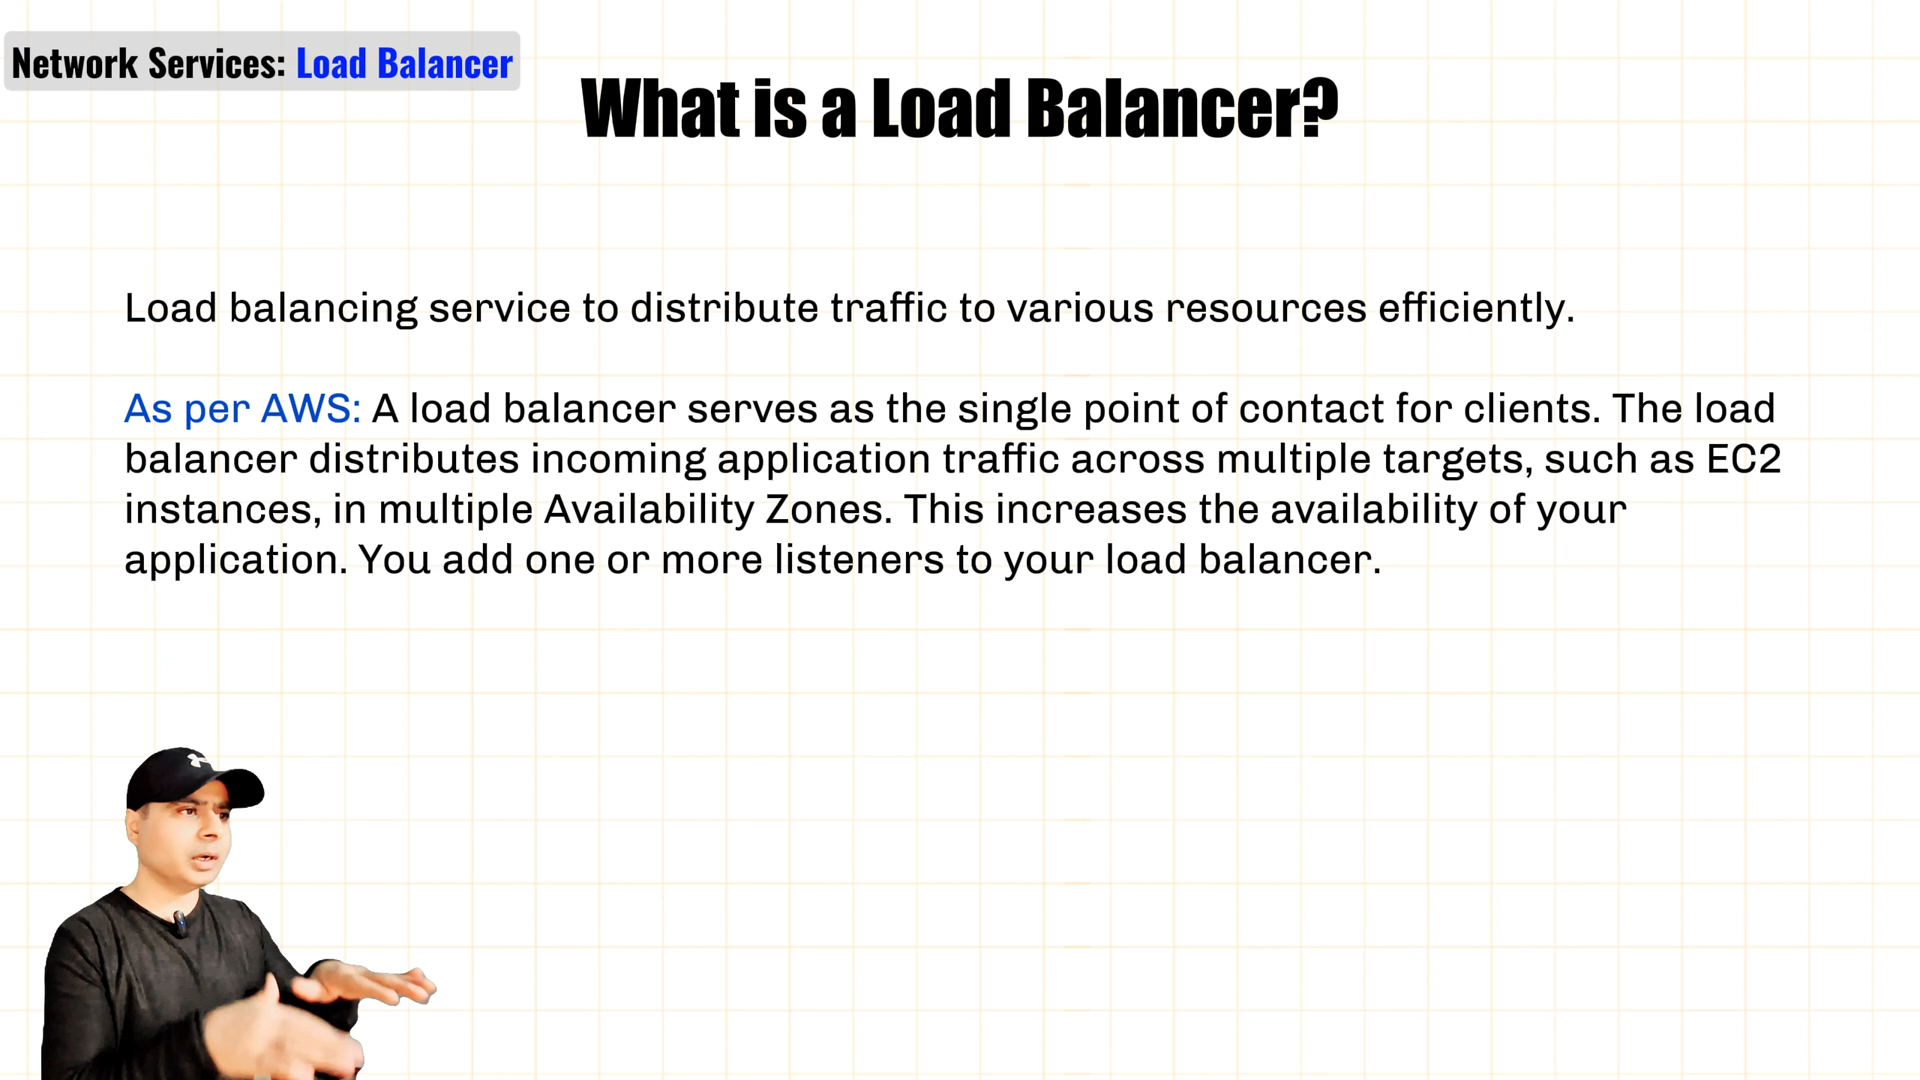 Network Services: Load Balancer
What is a Load Balancer?
Load balancing service to distribute traffic to various resources efficiently.
As per AWS: A load balancer serves as the single point of contact for clients. The load
balancer distributes incoming application traffic across multiple targets, such as EC2
instances, in multiple Availability Zones. This increases the availability of your
application. You add one or more listeners to your load balancer.